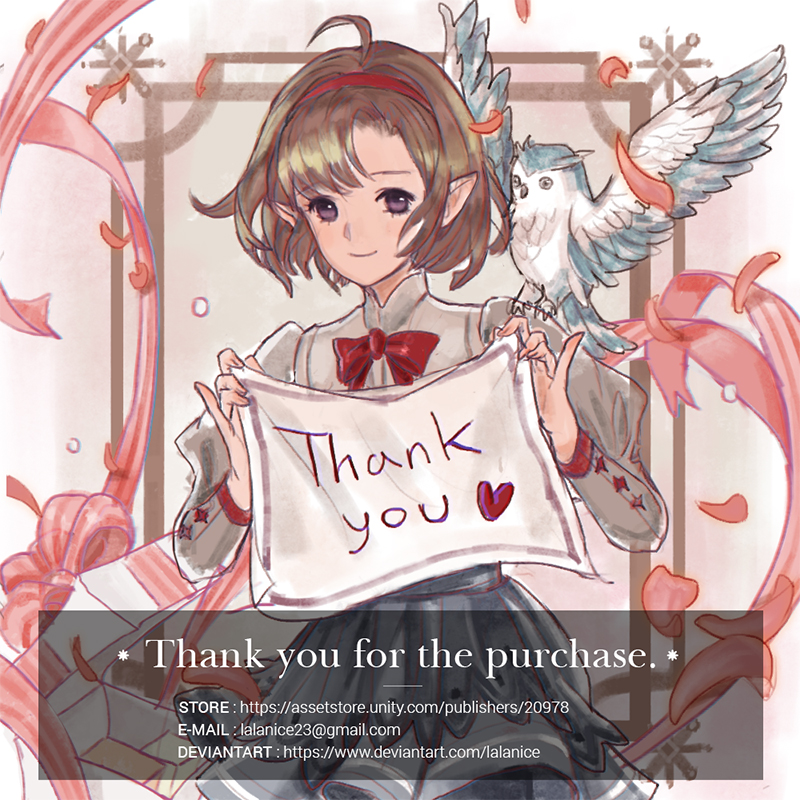 Thank
you ♥
Thank you for the purchase.
STORE : https://assetstore.unity.com/publishers/20978
E-MAIL : lalanice23@gmail.com
DEVIANTART : https://www.deviantart.com/lalanice